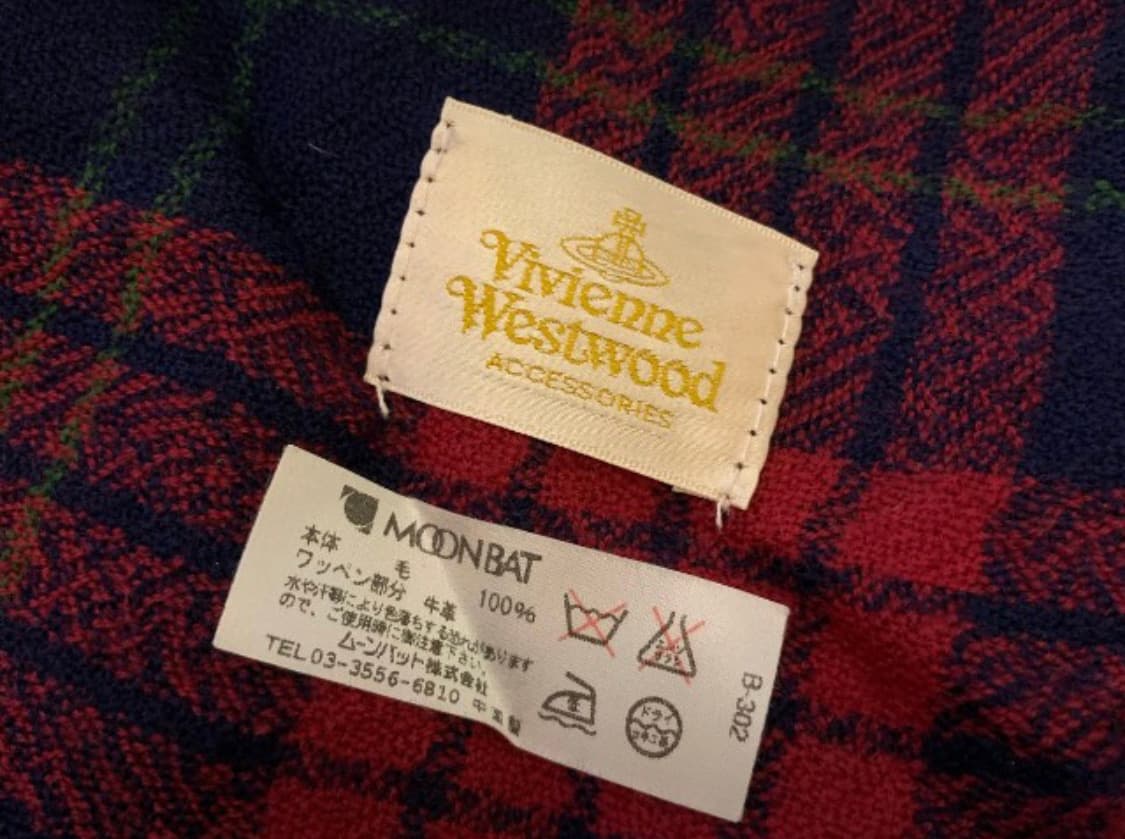 Vivienne
Westwood
ACCESSORIES
MOONBAT
本体 毛 100%
ワッペン部分 牛革
水や汗等により色落ちする恐れがあります
ので、ご使用時に御注意下さい。
ムーンバット株式会社
TEL 03-3556-6810 中国製
ドライ
B-302